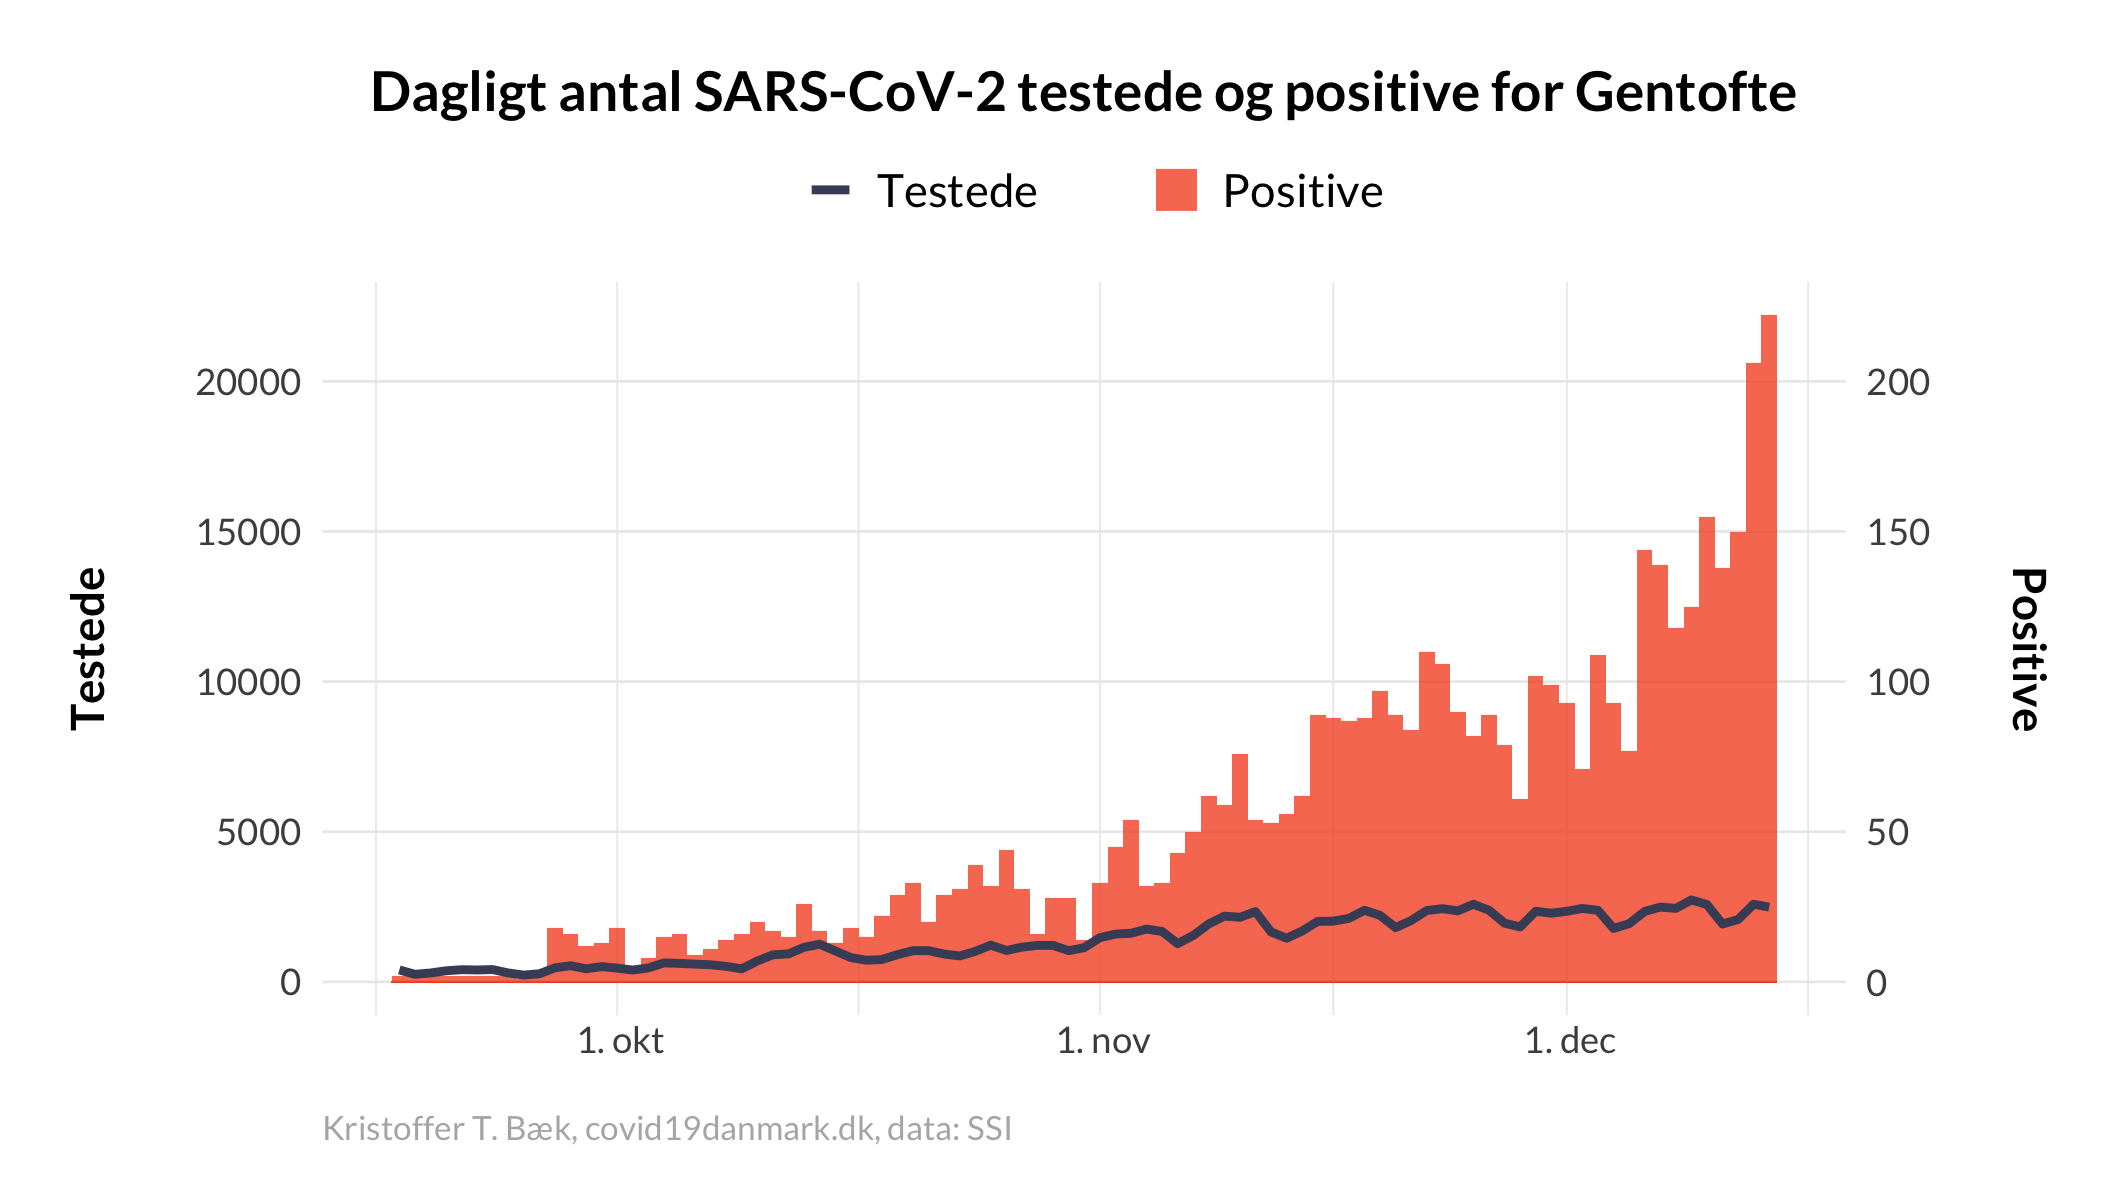 Dagligt antal SARS-CoV-2 testede og positive for Gentofte
Testede
Positive
20000
15000
10000
5000
0
Testede
200
150
100
50
0
Positive
1. okt
1. nov
1. dec
Kristoffer T. Bæk, covid19danmark.dk, data: SSI